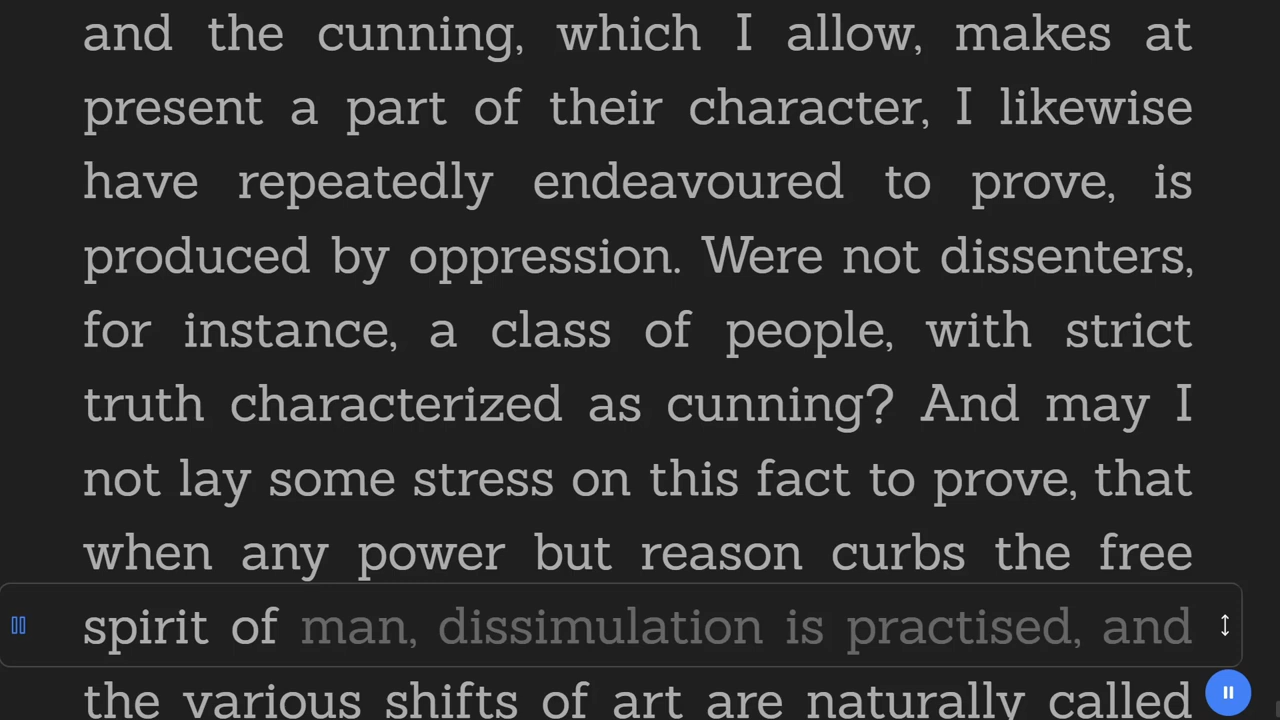 and the cunning, which I allow, makes at
present a part of their character, I likewise
have repeatedly endeavoured to prove, is
produced by oppression. Were not dissenters,
for instance, a class of people, with strict
truth characterized as cunning? And may I
not lay some stress on this fact to prove, that
when any power but reason curbs the free
spirit of man, dissimulation is practised, and
the various shifts of art are naturally called